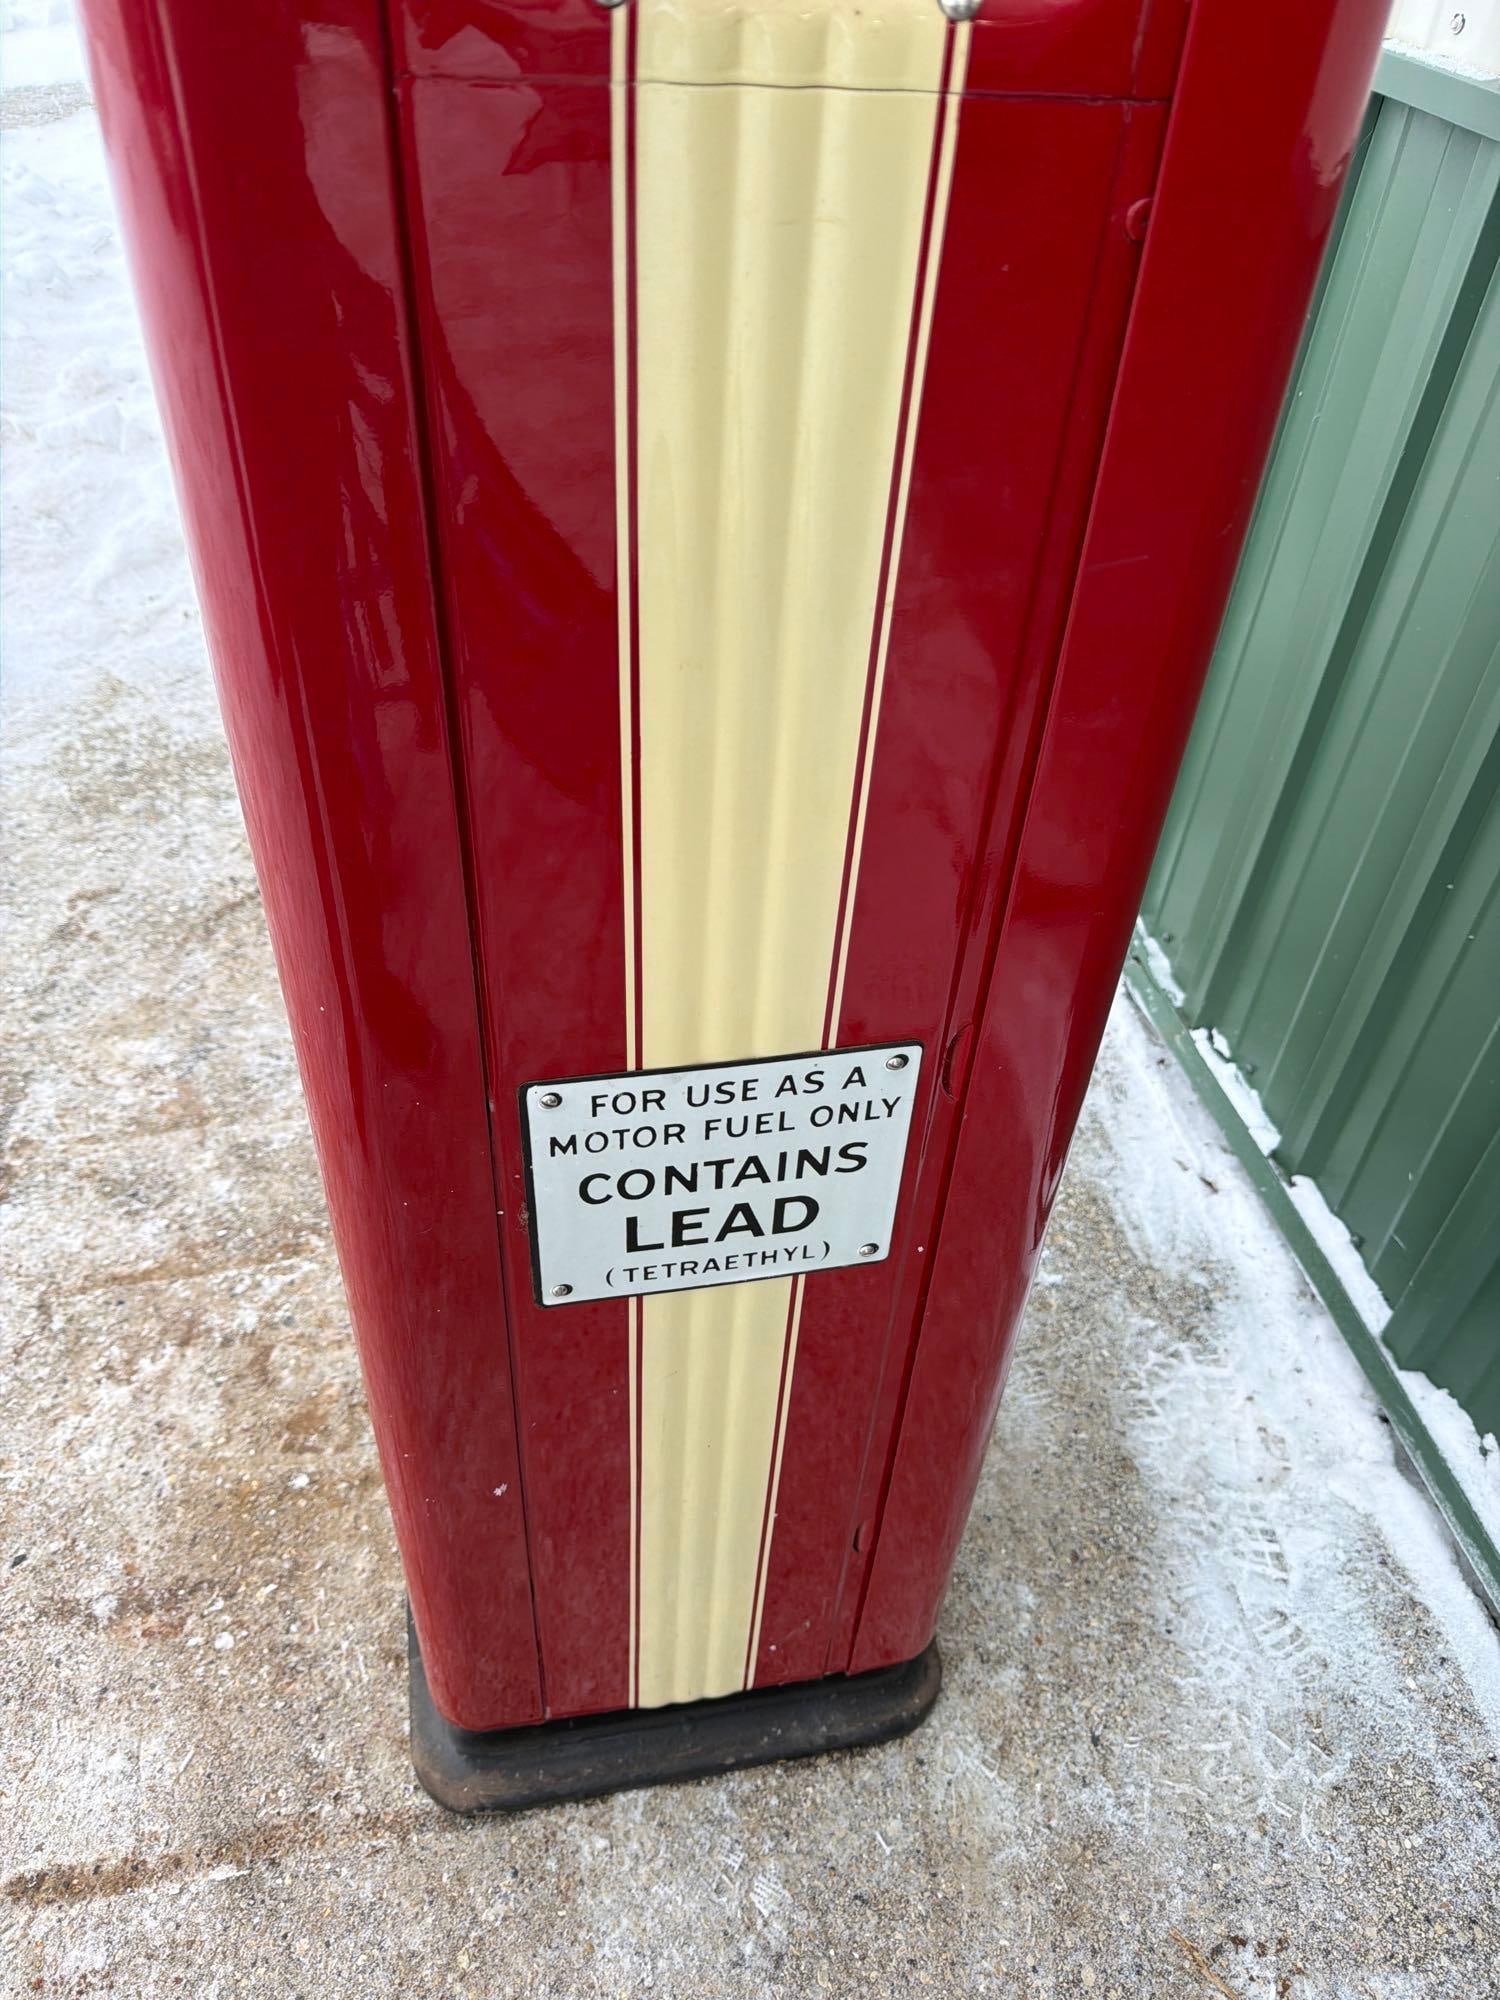 FOR USE AS A
MOTOR FUEL ONLY
CONTAINS
LEAD
(TETRAETHYL)